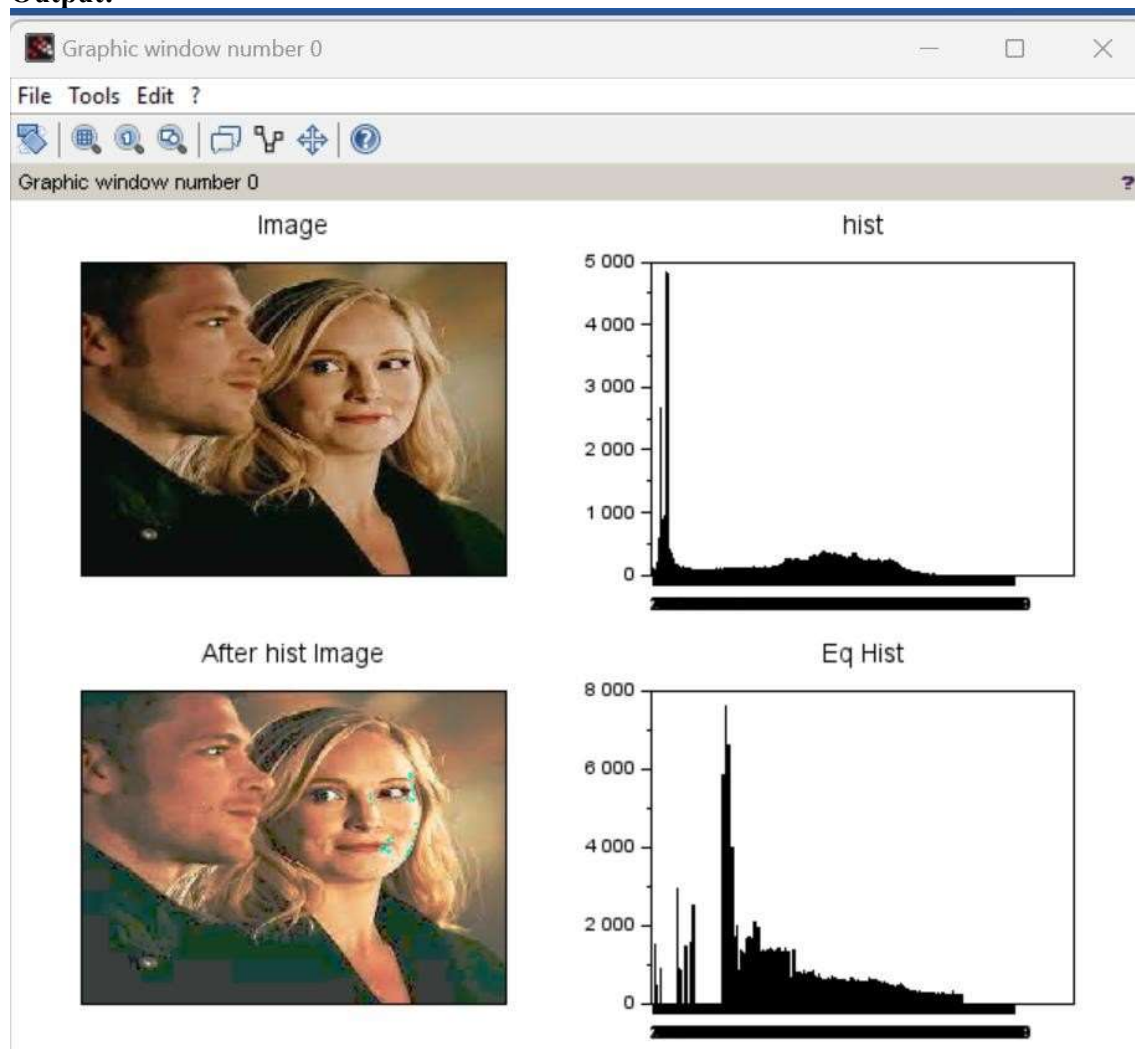 Output:
Graphic window number 0
File Tools Edit ?
Graphic window number 0 ?
Image
hist
5 000
4 000
3 000
2 000
1 000
0
After hist Image
Eq Hist
8 000
6 000
4 000
2 000
0